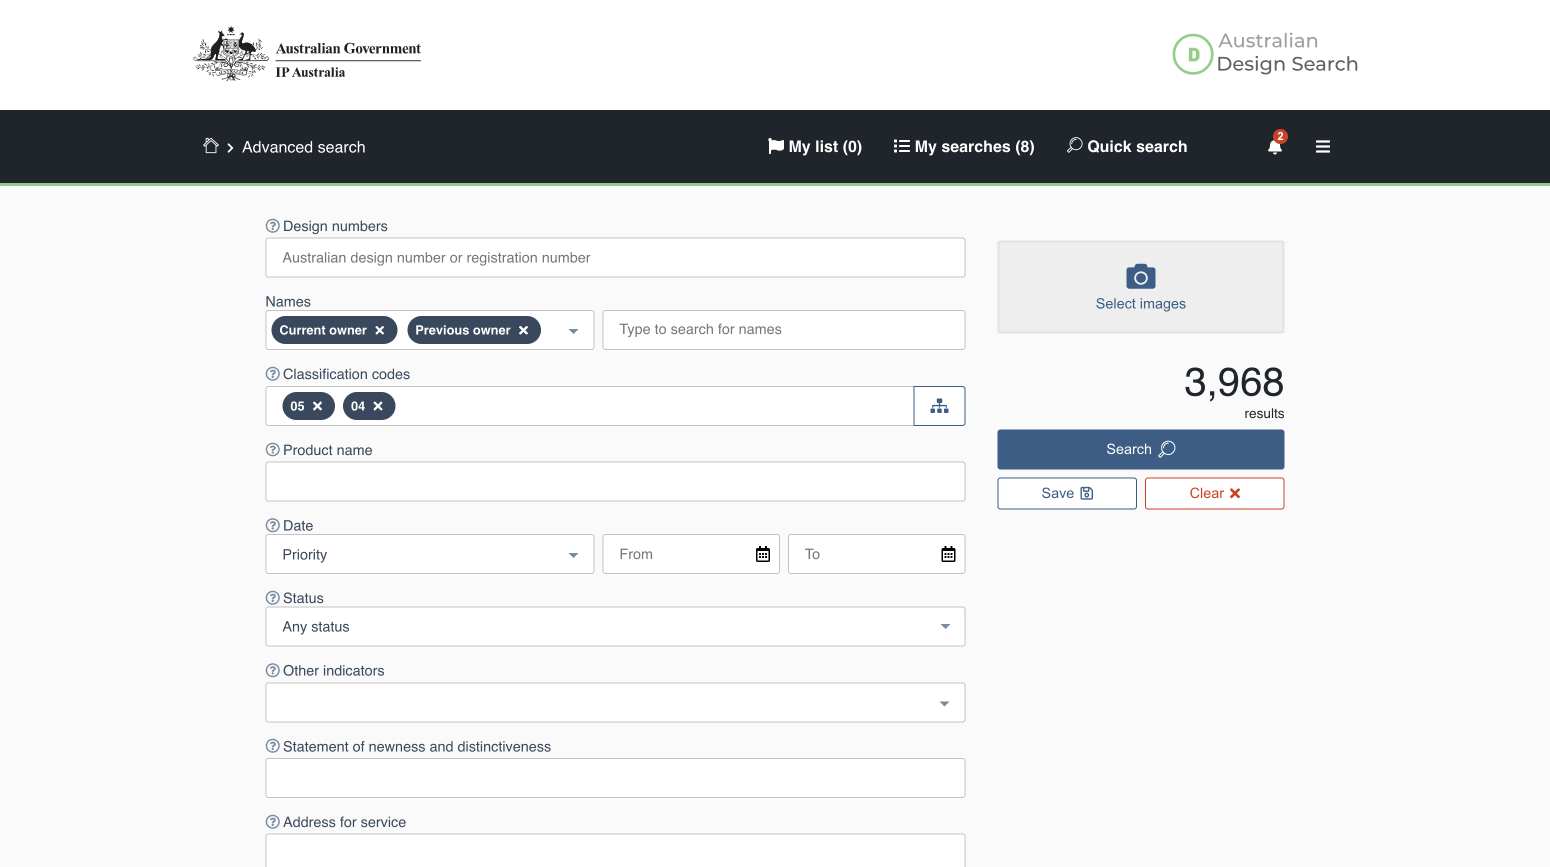 Australian Government
IP Australia
D
Australian
Design Search
Advanced search
My list (0)
My searches (8)
Quick search
2
Design numbers
Australian design number or registration number
Names
Current owner
Previous owner
Type to search for names
Classification codes
05
04
Product name
Date
Priority
From
To
Status
Any status
Other indicators
Statement of newness and distinctiveness
Address for service
Select images
3,968
results
Search
Save
Clear